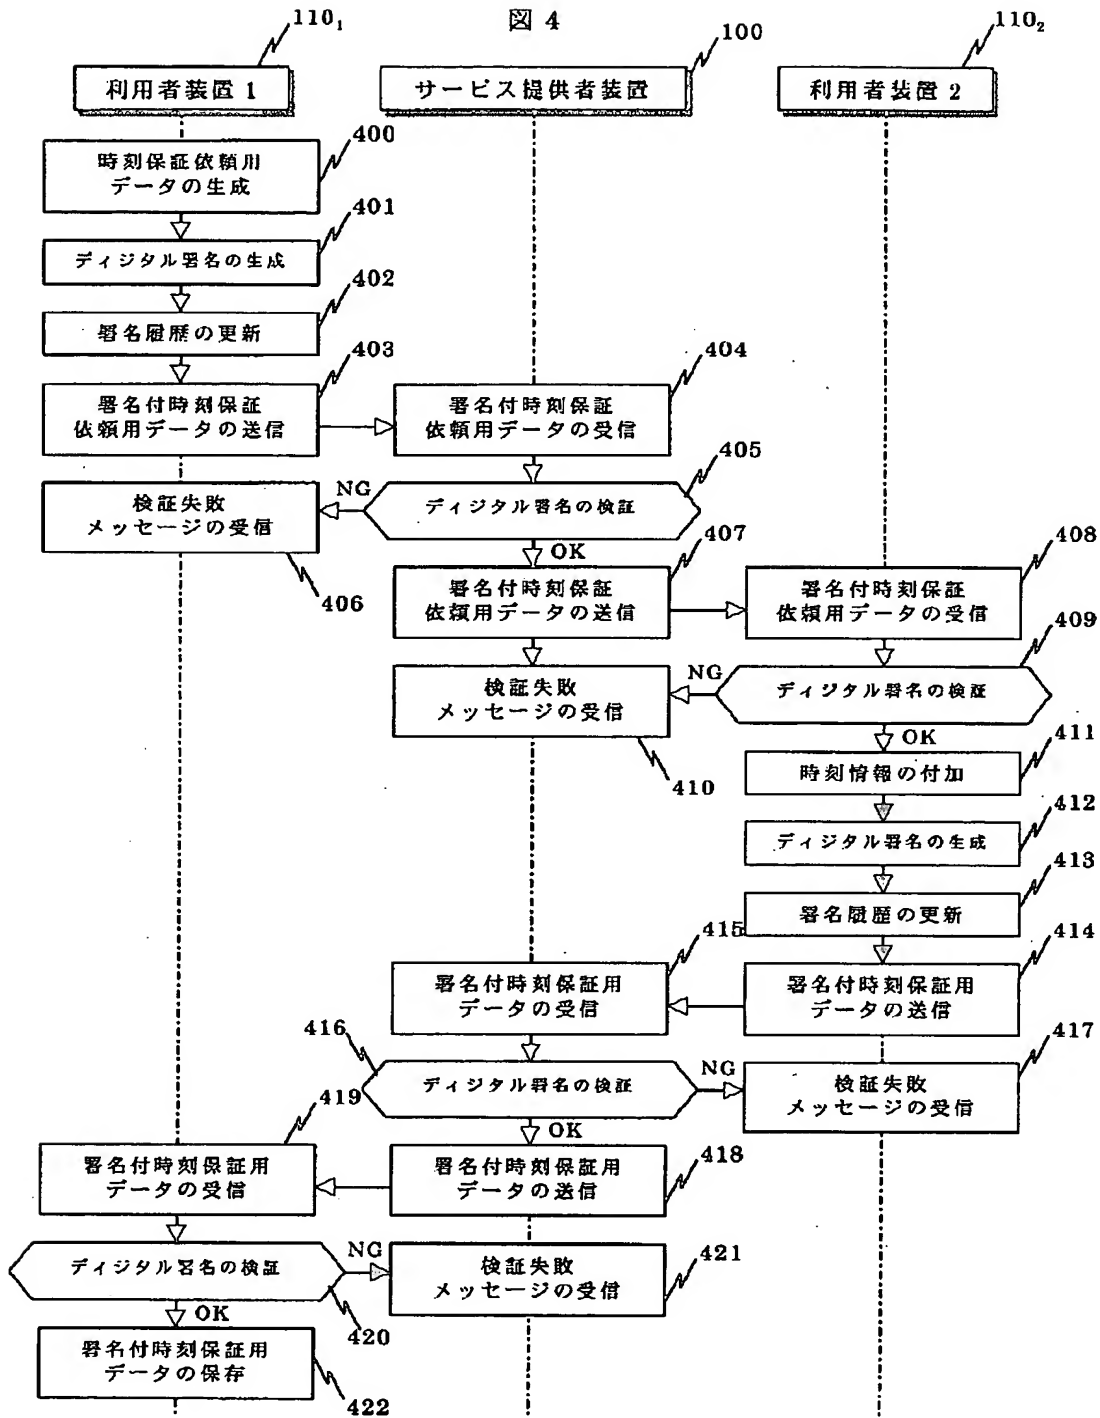 図 4
110₁
100
110₂
利用者装置 1
サービス提供者装置
利用者装置 2
400
時刻保証依頼用
データの生成
401
ディジタル署名の生成
402
署名履歴の更新
403
署名付時刻保証
依頼用データの送信
404
署名付時刻保証
依頼用データの受信
405
ディジタル署名の検証
NG
検証失敗
メッセージの受信
406
OK
407
署名付時刻保証
依頼用データの送信
408
署名付時刻保証
依頼用データの受信
409
ディジタル署名の検証
NG
検証失敗
メッセージの受信
410
OK
411
時刻情報の付加
412
ディジタル署名の生成
413
署名履歴の更新
414
署名付時刻保証用
データの送信
415
署名付時刻保証用
データの受信
416
ディジタル署名の検証
NG
417
検証失敗
メッセージの受信
OK
418
署名付時刻保証用
データの送信
419
署名付時刻保証用
データの受信
ディジタル署名の検証
420
NG
検証失敗
メッセージの受信
421
OK
署名付時刻保証用
データの保存
422